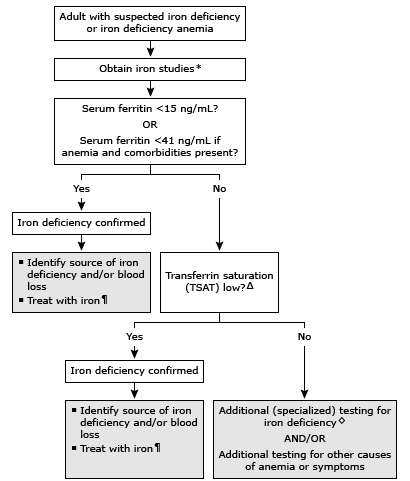 Adult with suspected iron deficiency
or iron deficiency anemia
Obtain iron studies*
Serum ferritin <15 ng/mL?
OR
Serum ferritin <41 ng/mL if
anemia and comorbidities present?
Yes
No
Iron deficiency confirmed
▪ Identify source of iron
deficiency and/or blood
loss
▪ Treat with iron¶
Transferrin saturation
(TSAT) low?Δ
Yes
No
Iron deficiency confirmed
▪ Identify source of iron
deficiency and/or blood
loss
▪ Treat with iron¶
Additional (specialized) testing for
iron deficiency◇
AND/OR
Additional testing for other causes
of anemia or symptoms